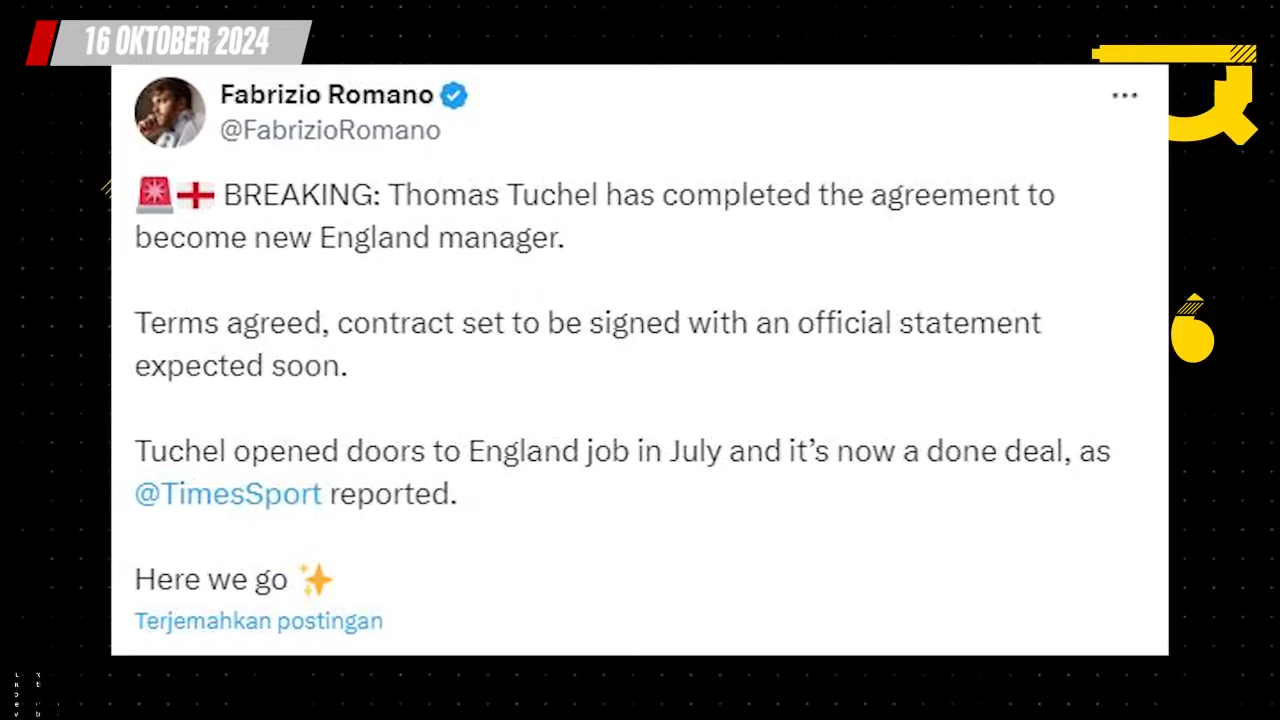 16 OKTOBER 2024
Fabrizio Romano
@FabrizioRomano
🚨🏴󠁧󠁢󠁥󠁮󠁧󠁿 BREAKING: Thomas Tuchel has completed the agreement to
become new England manager.
Terms agreed, contract set to be signed with an official statement
expected soon.
Tuchel opened doors to England job in July and it’s now a done deal, as
@TimesSport reported.
Here we go ✨
Terjemahkan postingan